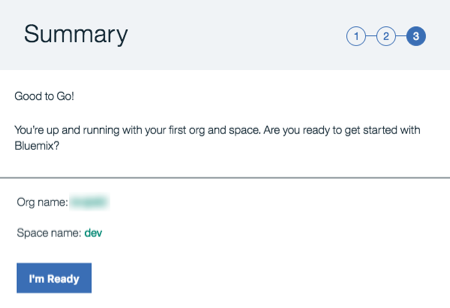 Summary
1 2 3
Good to Go!
You're up and running with your first org and space. Are you ready to get started with
Bluemix?
Org name:
Space name: dev
I'm Ready